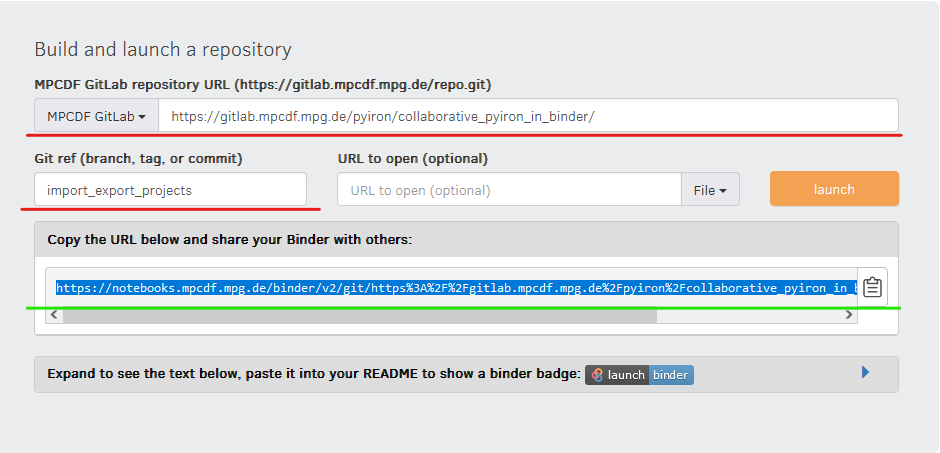 Build and launch a repository
MPCDF GitLab repository URL (https://gitlab.mpcdf.mpg.de/repo.git)
MPCDF GitLab https://gitlab.mpcdf.mpg.de/pyiron/collaborative_pyiron_in_binder/
Git ref (branch, tag, or commit) URL to open (optional)
import_export_projects URL to open (optional) File launch
Copy the URL below and share your Binder with others:
https://notebooks.mpcdf.mpg.de/binder/v2/git/https%3A%2F%2Fgitlab.mpcdf.mpg.de%2Fpyiron%2Fcollaborative_pyiron_in_b
Expand to see the text below, paste it into your README to show a binder badge: launch binder